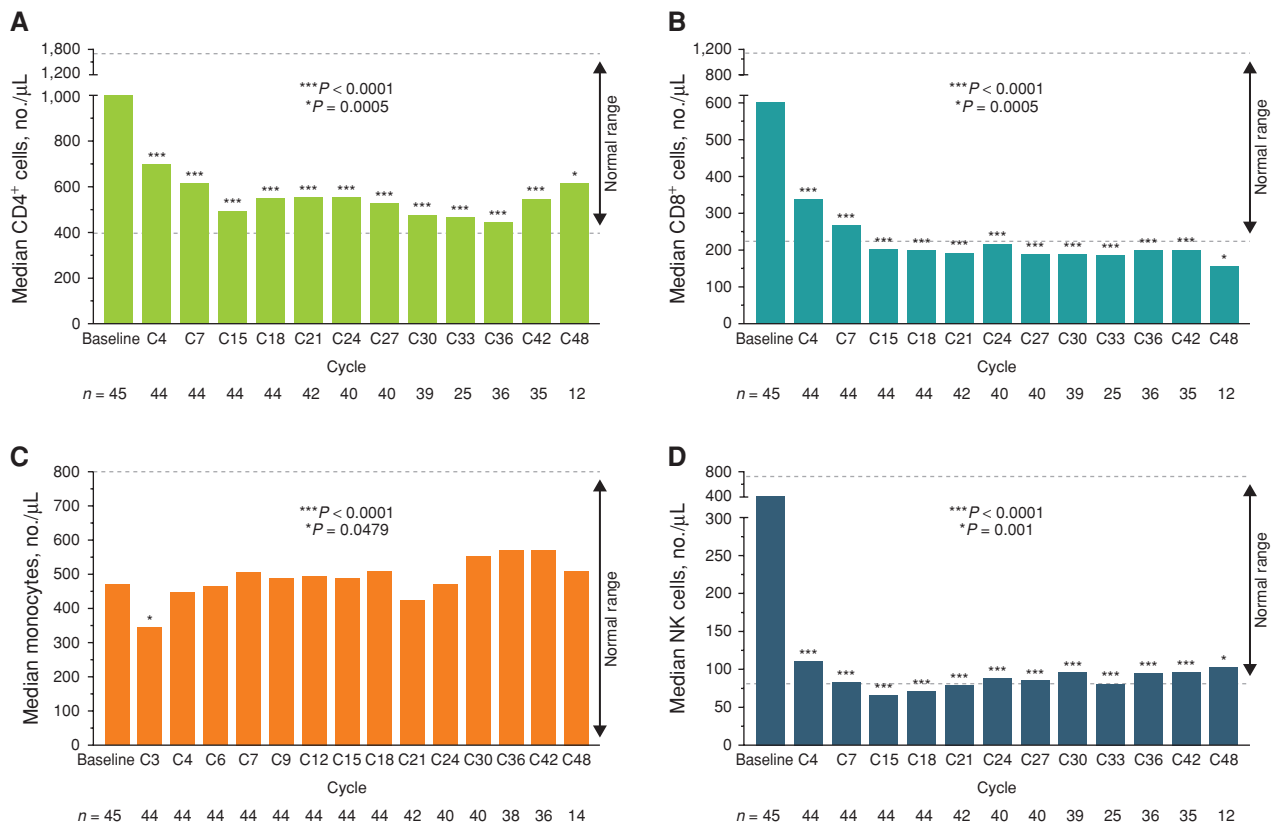 A
Median CD4+ cells, no./µL
1,800
1,200
1,000
800
600
400
200
0
***P < 0.0001
*P = 0.0005
*** *** *** *** *** *** *** *** *** *** *** *
Normal range
Baseline C4 C7 C15 C18 C21 C24 C27 C30 C33 C36 C42 C48
Cycle
n = 45 44 44 44 44 42 40 40 39 25 36 35 12
B
Median CD8+ cells, no./µL
1,200
800
600
500
400
300
200
100
0
***P < 0.0001
*P = 0.0005
*** *** *** *** *** *** *** *** *** *** *** *
Normal range
Baseline C4 C7 C15 C18 C21 C24 C27 C30 C33 C36 C42 C48
Cycle
n = 45 44 44 44 44 42 40 40 39 25 36 35 12
C
Median monocytes, no./µL
800
700
600
500
400
300
200
100
0
***P < 0.0001
*P = 0.0479
*
Normal range
Baseline C3 C4 C6 C7 C9 C12 C15 C18 C21 C24 C30 C36 C42 C48
Cycle
n = 45 44 44 44 44 44 44 44 44 42 40 40 38 36 14
D
Median NK cells, no./µL
800
400
300
250
200
150
100
50
0
***P < 0.0001
*P = 0.001
*** *** *** *** *** *** *** *** *** *** *** *
Normal range
Baseline C4 C7 C15 C18 C21 C24 C27 C30 C33 C36 C42 C48
Cycle
n = 45 44 44 44 44 42 40 40 39 25 36 35 12